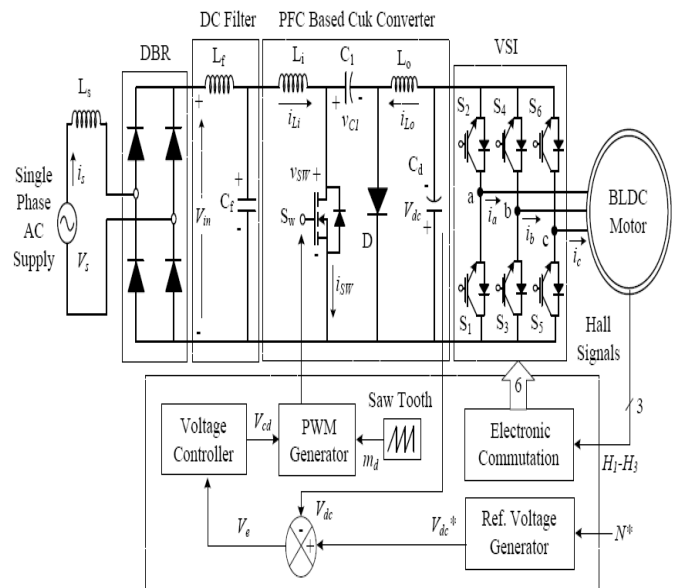 DC Filter
PFC Based Cuk Converter
DBR
VSI
L_f
L_i
C_1
L_o
L_s
i_s
i_Li
+ -
v_C1
i_Lo
S_2 S_4 S_6
Single
Phase
AC
Supply
V_s
+
V_in
-
+
C_f
-
v_SW +
S_w
-
i_SW
D
C_d
-
V_dc
+
a
i_a
b
i_b
c
i_c
BLDC
Motor
S_1 S_3 S_5
Hall
Signals
6
3
Voltage
Controller
V_cd
PWM
Generator
Saw Tooth
m_d
Electronic
Commutation
H_1-H_3
V_e
V_dc
-
+
V_dc*
Ref. Voltage
Generator
N*